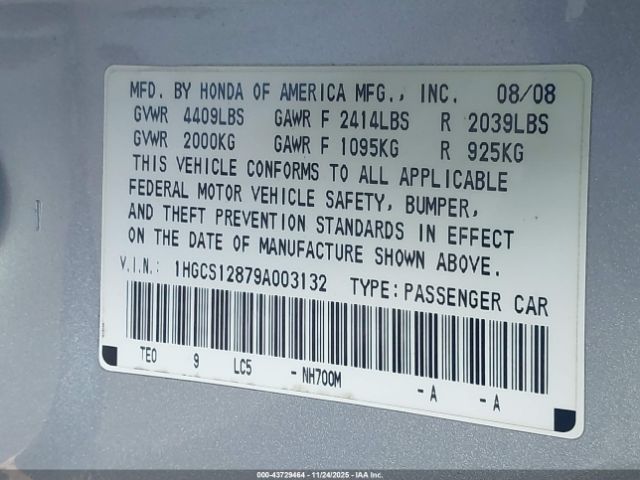 MFD. BY HONDA OF AMERICA MFG., INC. 08/08
GVWR 4409LBS GAWR F 2414LBS R 2039LBS
GVWR 2000KG GAWR F 1095KG R 925KG
THIS VEHICLE CONFORMS TO ALL APPLICABLE
FEDERAL MOTOR VEHICLE SAFETY, BUMPER,
AND THEFT PREVENTION STANDARDS IN EFFECT
ON THE DATE OF MANUFACTURE SHOWN ABOVE.
V.I.N.: 1HGCS12879A003132 TYPE:PASSENGER CAR
TE0 9 LC5 - NH700M - A - A
000-43729464 - 11/24/2025 - IAA Inc.